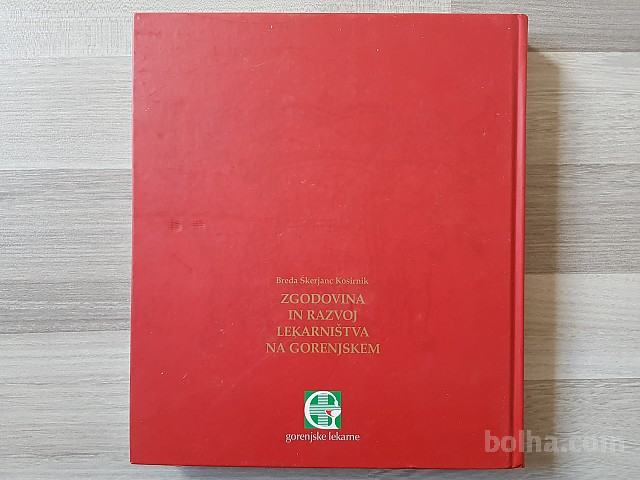 Breda Škerjanc Kosirnik
ZGODOVINA
IN RAZVOJ
LEKARNIŠTVA
NA GORENJSKEM
gorenjske lekarne
bolha.com